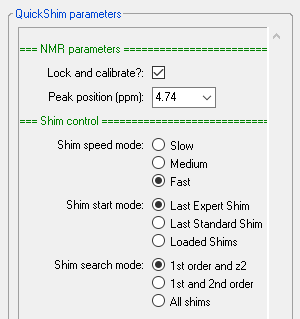 QuickShim parameters
=== NMR parameters ============================
Lock and calibrate?:
Peak position (ppm): 4.74
=== Shim control ==============================
Shim speed mode: Slow
Medium
Fast
Shim start mode: Last Expert Shim
Last Standard Shim
Loaded Shims
Shim search mode: 1st order and z2
1st and 2nd order
All shims